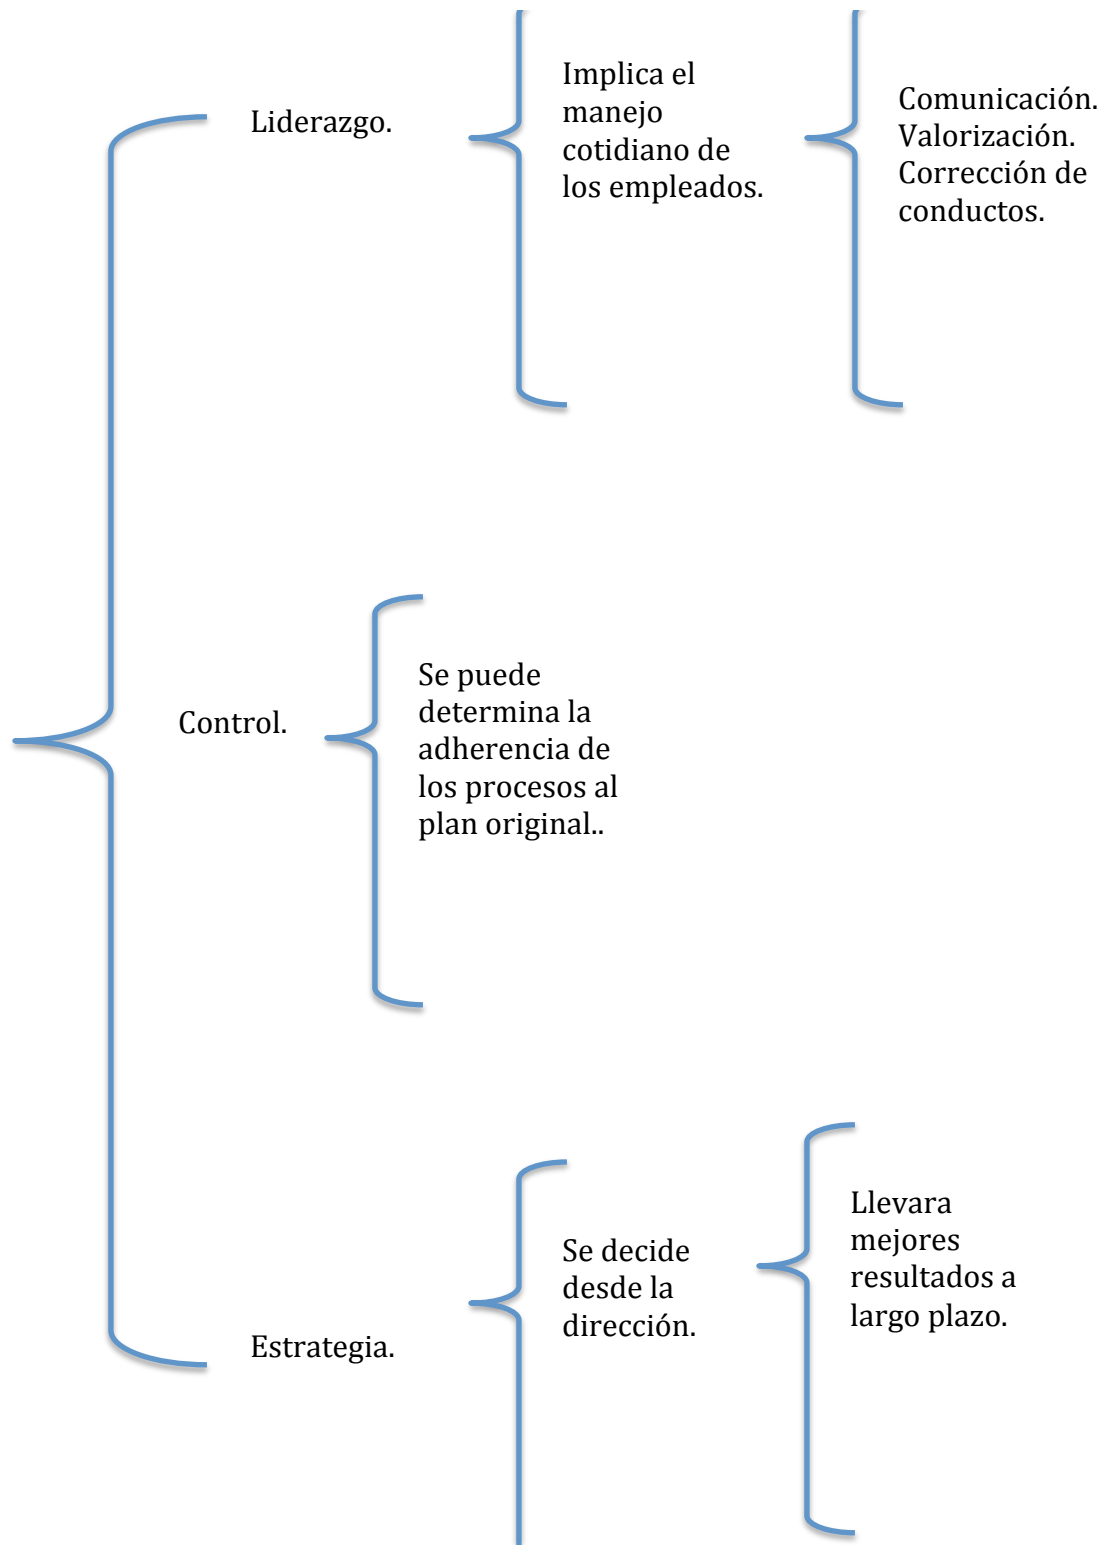 Liderazgo.
Implica el
manejo
cotidiano de
los empleados.
Comunicación.
Valorización.
Corrección de
conductos.
Control.
Se puede
determina la
adherencia de
los procesos al
plan original..
Estrategia.
Se decide
desde la
dirección.
Llevara
mejores
resultados a
largo plazo.